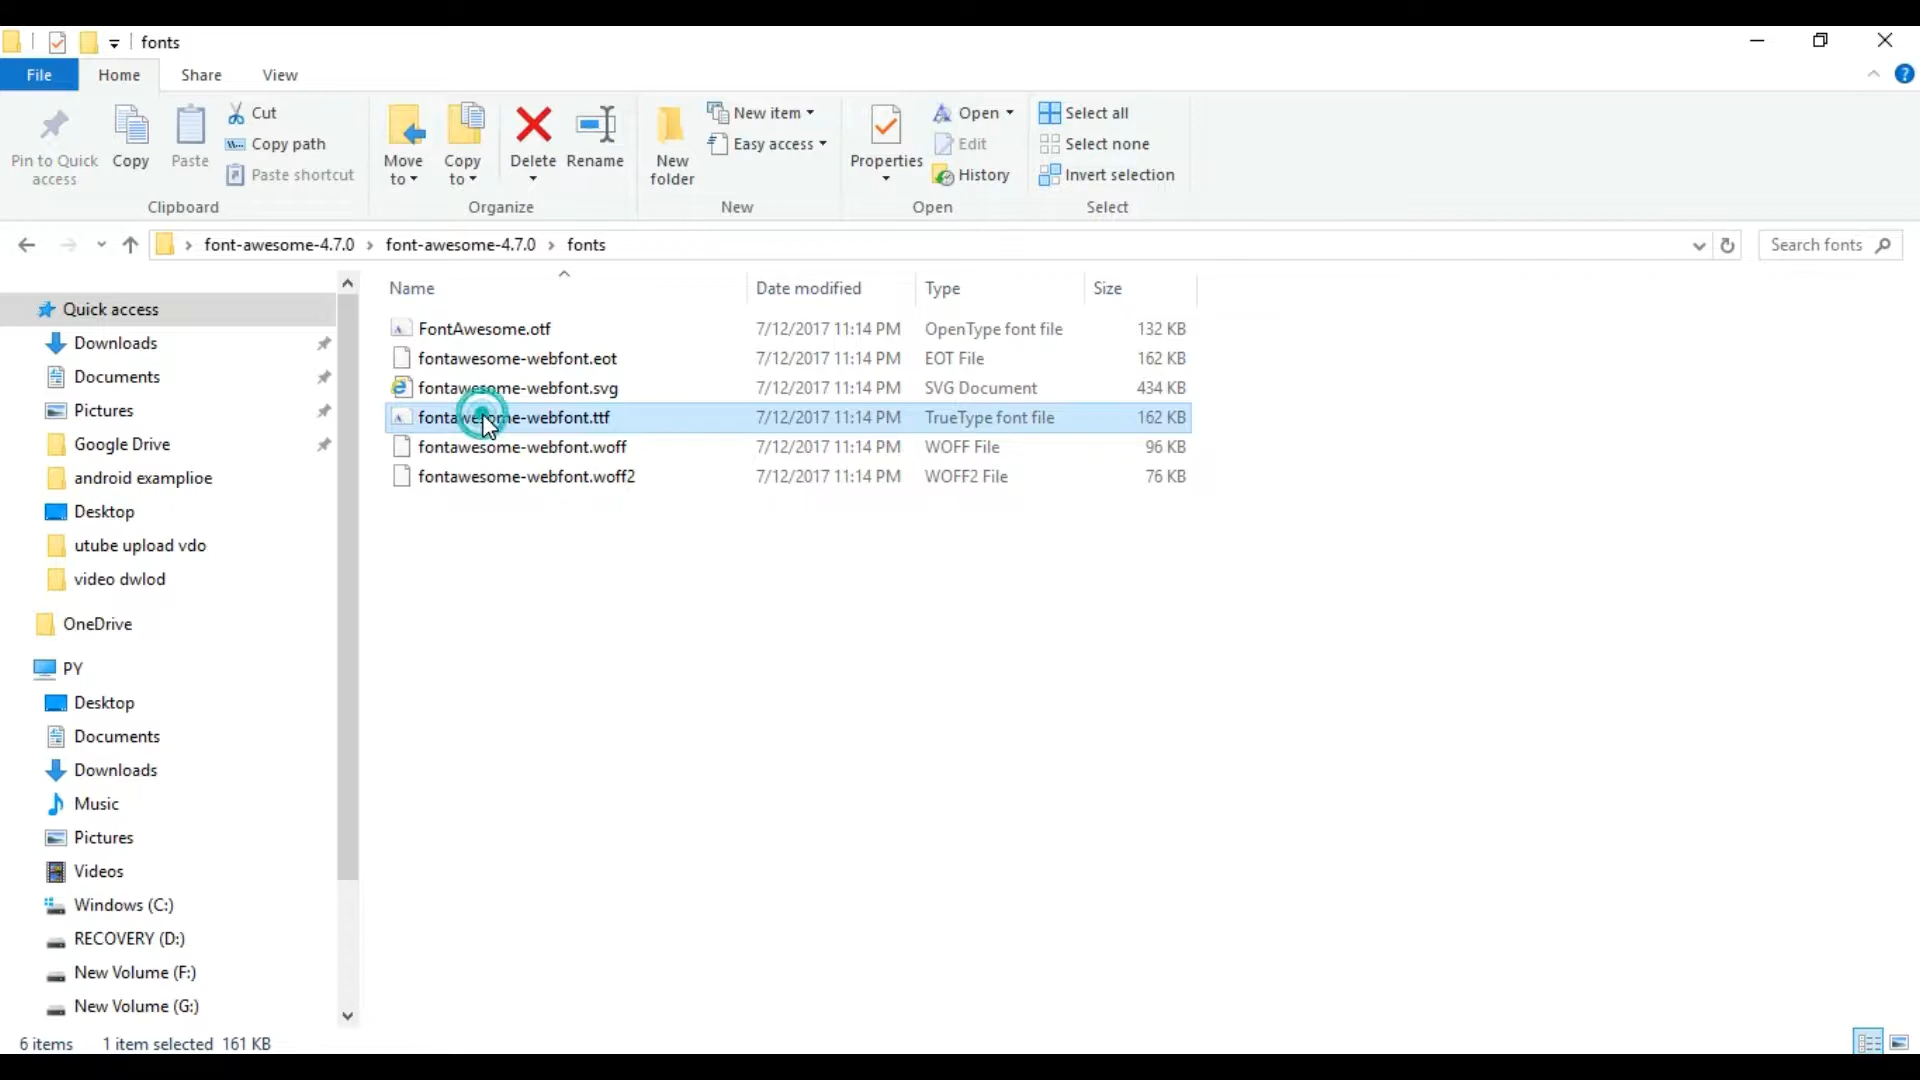 fonts
File Home Share View
Pin to Quick access
Copy
Paste
Cut
Copy path
Paste shortcut
Clipboard
Move to
Copy to
Delete
Rename
Organize
New folder
New item
Easy access
New
Properties
Open
Edit
History
Open
Select all
Select none
Invert selection
Select
font-awesome-4.7.0 › font-awesome-4.7.0 › fonts
Search fonts
Name Date modified Type Size
FontAwesome.otf 7/12/2017 11:14 PM OpenType font file 132 KB
fontawesome-webfont.eot 7/12/2017 11:14 PM EOT File 162 KB
fontawesome-webfont.svg 7/12/2017 11:14 PM SVG Document 434 KB
fontawesome-webfont.ttf 7/12/2017 11:14 PM TrueType font file 162 KB
fontawesome-webfont.woff 7/12/2017 11:14 PM WOFF File 96 KB
fontawesome-webfont.woff2 7/12/2017 11:14 PM WOFF2 File 76 KB
Quick access
Downloads
Documents
Pictures
Google Drive
android examplioe
Desktop
utube upload vdo
video dwlod
OneDrive
PY
Desktop
Documents
Downloads
Music
Pictures
Videos
Windows (C:)
RECOVERY (D:)
New Volume (F:)
New Volume (G:)
6 items 1 item selected 161 KB